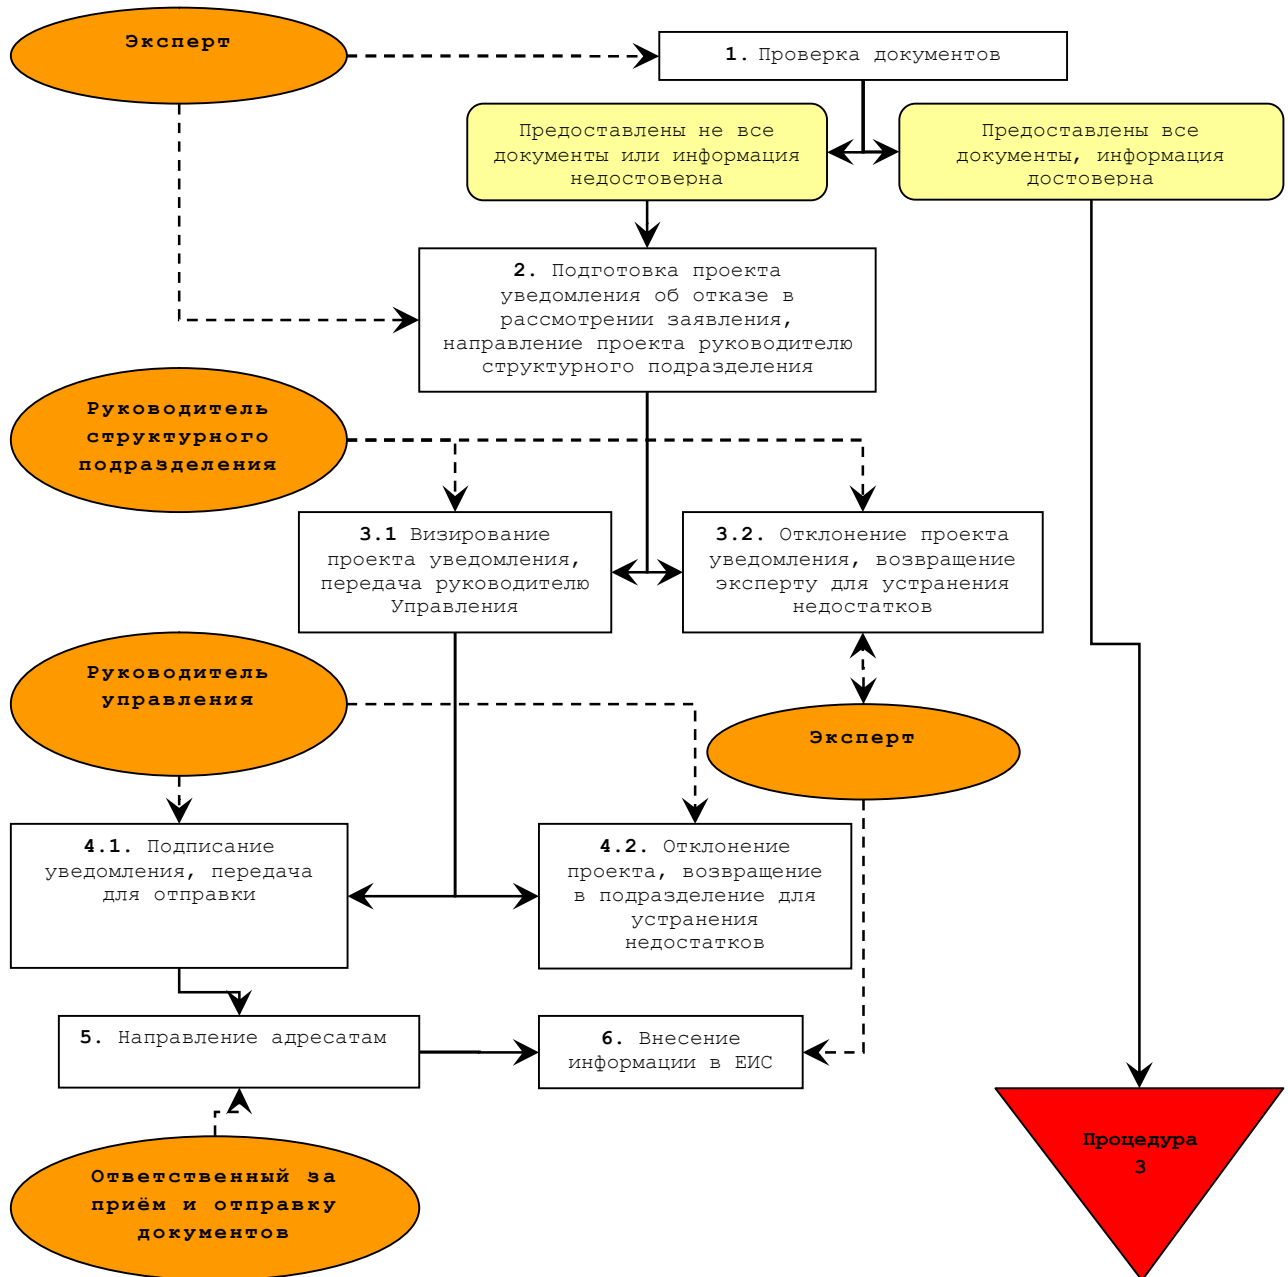 Эксперт
1. Проверка документов
Предоставлены не все
документы или информация
недостоверна
Предоставлены все
документы, информация
достоверна
2. Подготовка проекта
уведомления об отказе в
рассмотрении заявления,
направление проекта руководителю
структурного подразделения
Руководитель
структурного
подразделения
3.1 Визирование
проекта уведомления,
передача руководителю
Управления
3.2. Отклонение проекта
уведомления, возвращение
эксперту для устранения
недостатков
Руководитель
управления
Эксперт
4.1. Подписание
уведомления, передача
для отправки
4.2. Отклонение
проекта, возвращение
в подразделение для
устранения
недостатков
5. Направление адресатам
6. Внесение
информации в ЕИС
Процедура
3
Ответственный за
приём и отправку
документов